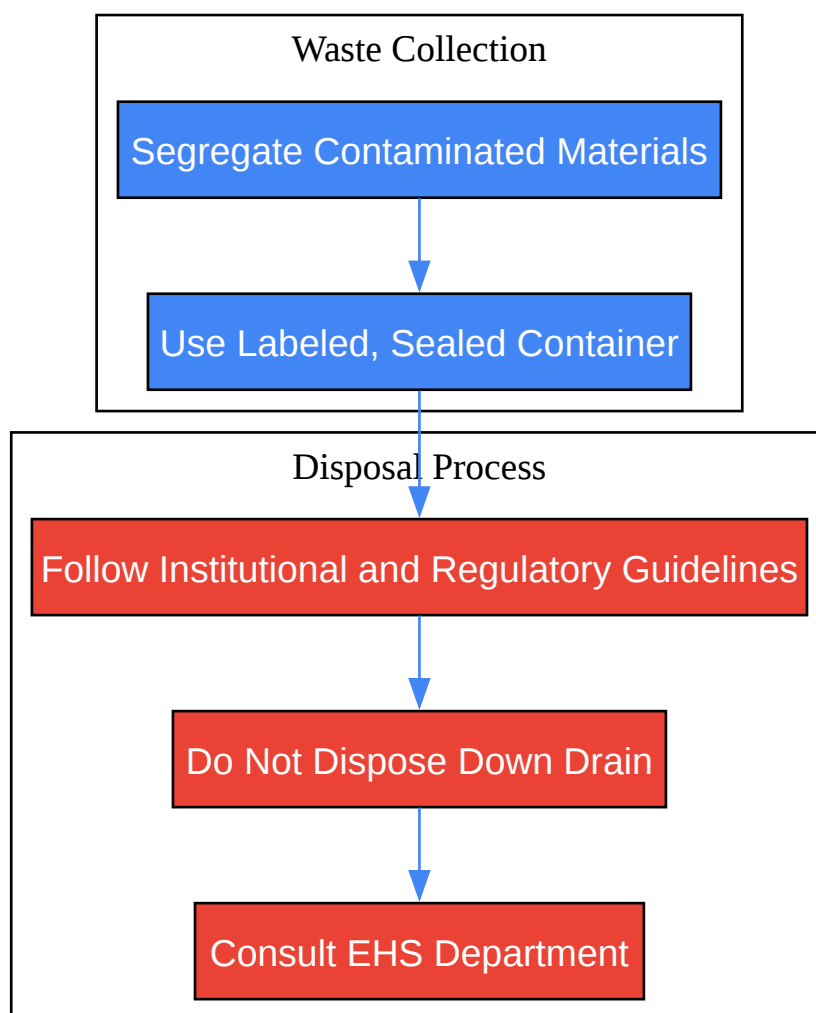 Waste Collection
Segregate Contaminated Materials
Use Labeled, Sealed Container
Disposal Process
Follow Institutional and Regulatory Guidelines
Do Not Dispose Down Drain
Consult EHS Department